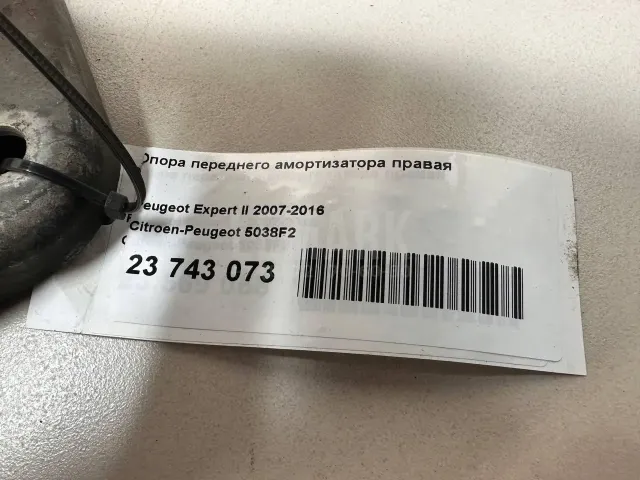 Опора переднего амортизатора правая
Peugeot Expert II 2007-2016
Citroen-Peugeot 5038F2
23 743 073